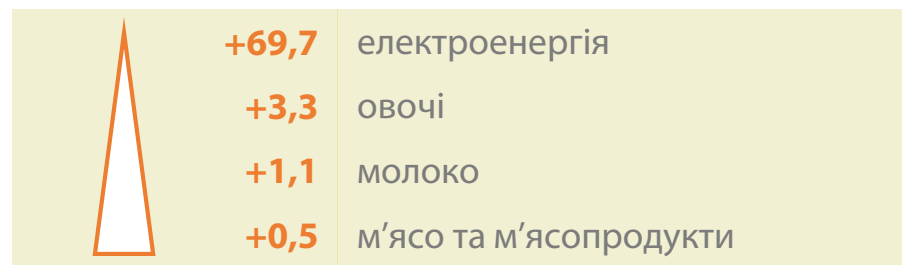 +69,7 електроенергія
+3,3 овочі
+1,1 молоко
+0,5 м’ясо та м’ясопродукти